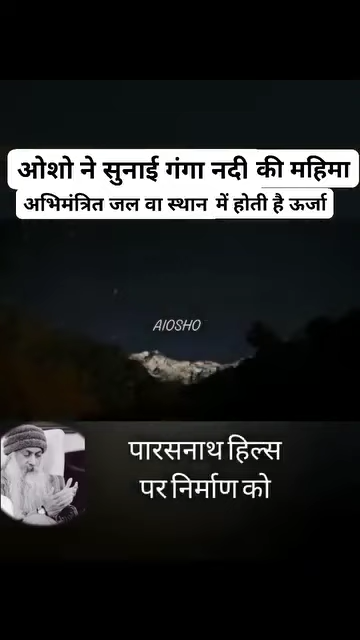 ओशो ने सुनाई गंगा नदी की महिमा
अभिमंत्रित जल वा स्थान में होती है ऊर्जा
AIOSHO
पारसनाथ हिल्स
पर निर्माण को